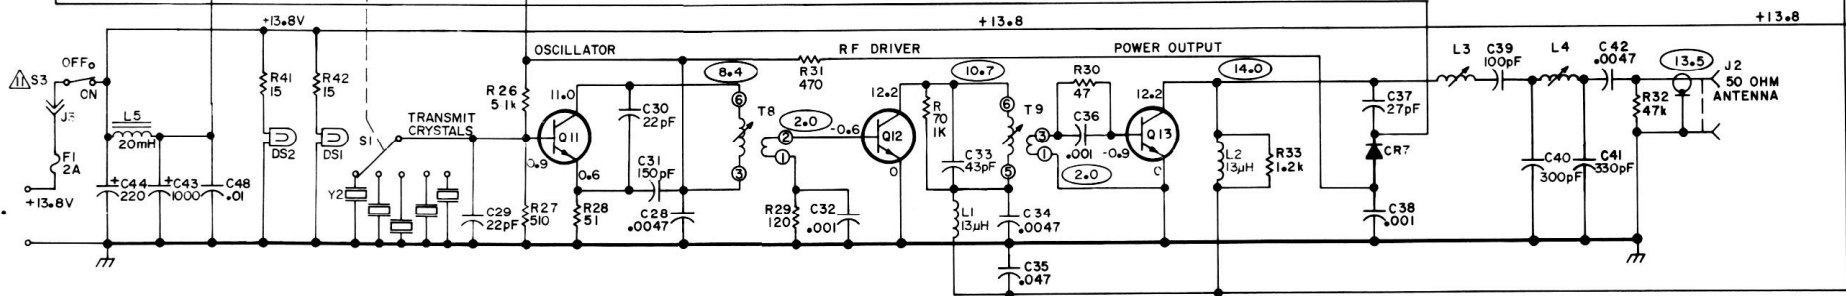 +13.8V
+13.8
+13.8
OFF
S3
ON
11
J3
F1
2A
+13.8V
L5
20mH
+
C44
220
+
C43
1000
C48
.01
R41
15
DS2
R42
15
DS1
S1
Y2
TRANSMIT
CRYSTALS
C29
22pF
OSCILLATOR
R26
5.1k
R27
510
11.0
Q11
0.9
0.6
R28
51
C30
22pF
C31
150pF
C28
.0047
8.4
6
T8
3
2
1
2.0
R31
470
RF DRIVER
R29
120
C32
.001
-0.6
12.2
Q12
0
10.7
R
70
1K
C33
43pF
6
T9
5
3
1
L1
13µH
C34
.0047
C35
.047
POWER OUTPUT
R30
47
C36
.001
-0.9
2.0
12.2
Q13
0
14.0
L2
13µH
R33
1.2k
C37
27pF
CR7
C38
.001
L3
C39
100pF
L4
C42
.0047
C40
300pF
C41
330pF
R32
47k
13.5
J2
50 OHM
ANTENNA